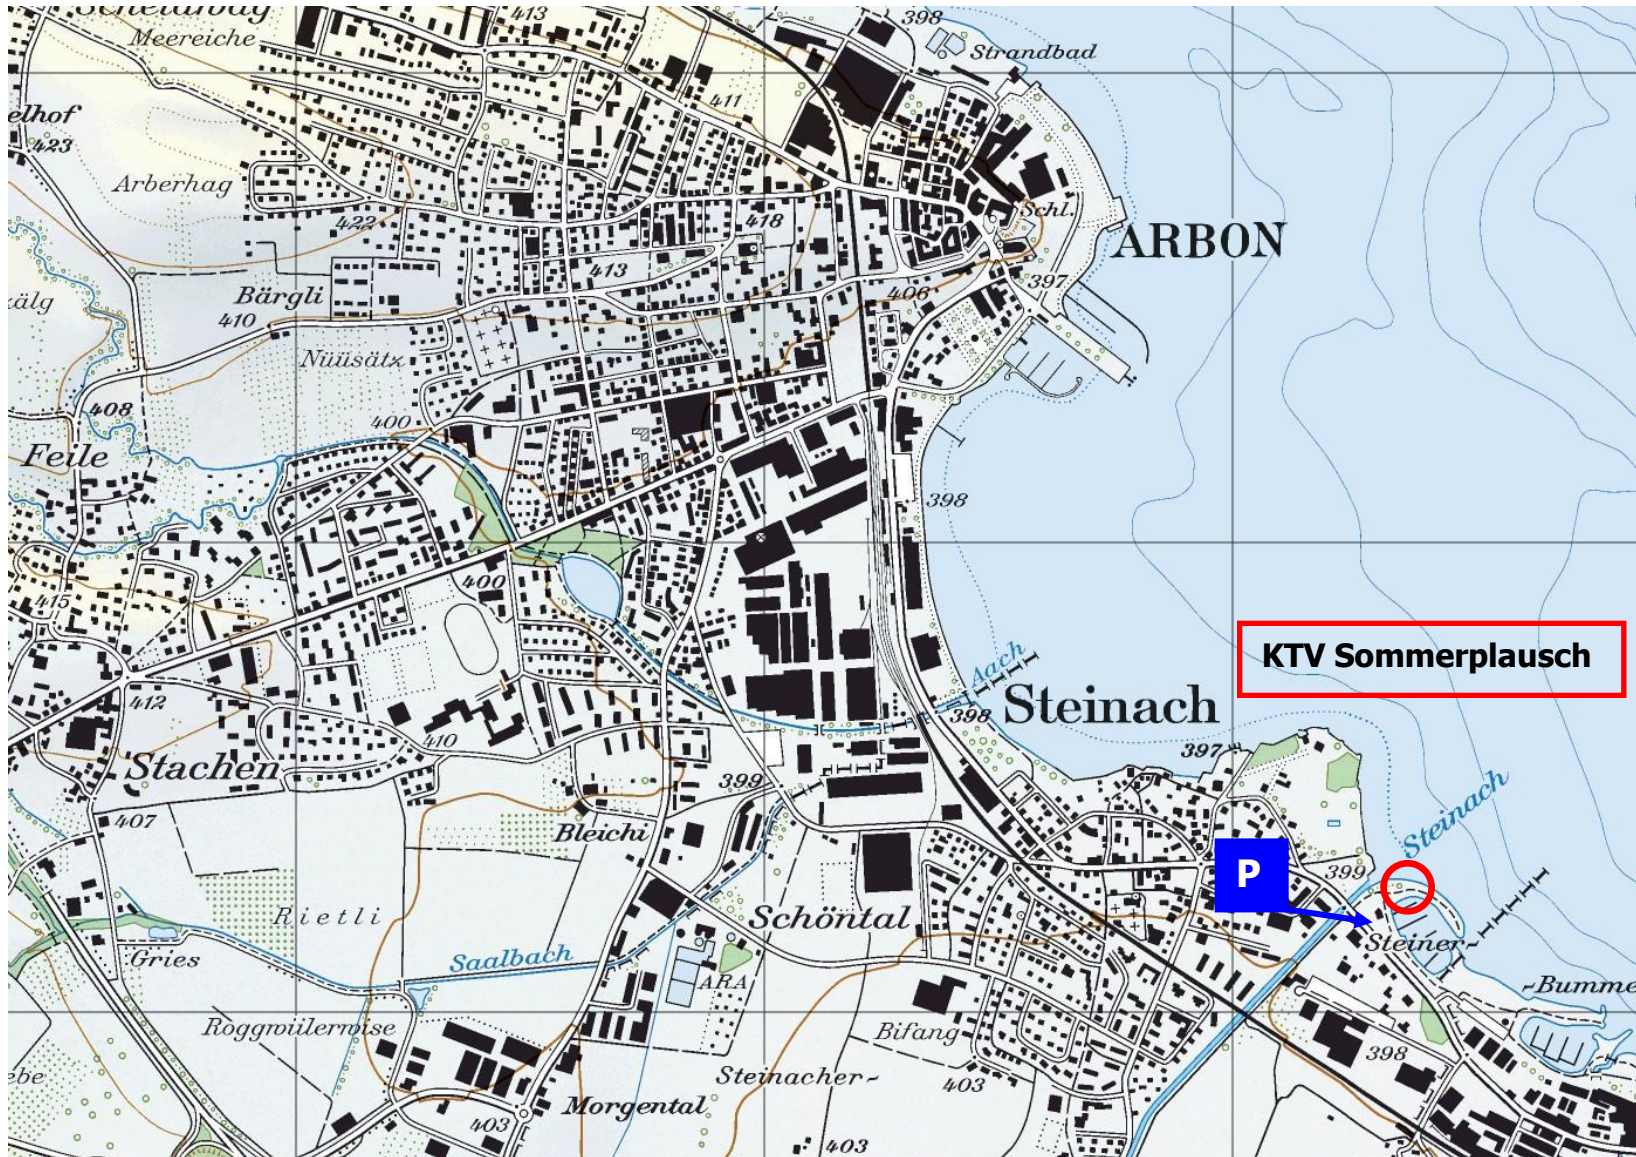 413
398
Meereiche
Strandbad
411
elhof
423
Arberhag
422
418
Schl.
ARBON
413
397
Bärgli
406
410
älg
Nüüsätz
408
400
Feile
398
400
415
KTV Sommerplausch
Aach
412
398
Steinach
410
397
Stachen
399
Steinach
407
Bleichi
P
399
Rietli
Schöntal
Steiner-
Gries
Saalbach
ARA
-Bumme
Roggwilerwise
Bifang
398
ebe
Steinacher-
403
Morgental
403
403